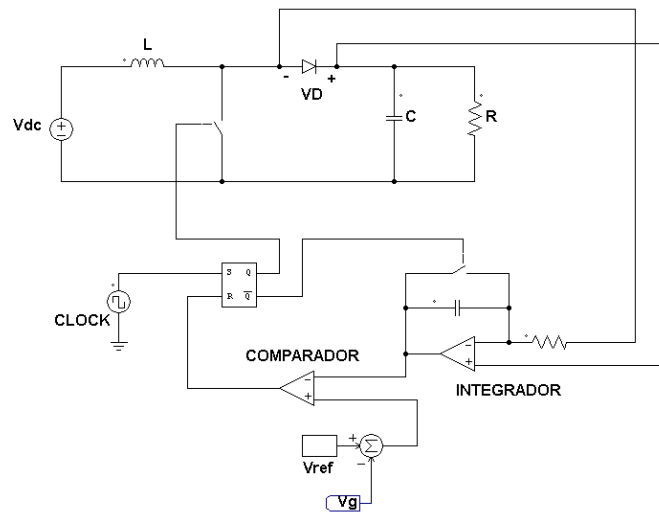 L
- +
VD
Vdc
+
−
C
R
S Q
R Q
CLOCK
COMPARADOR
−
+
−
+
INTEGRADOR
+
Σ
−
Vref
Vg